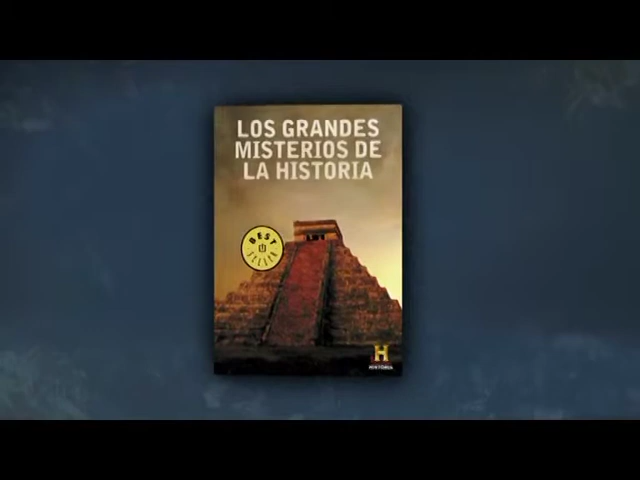 LOS GRANDES
MISTERIOS DE
LA HISTORIA
BEST
SELLER
H
HISTORIA